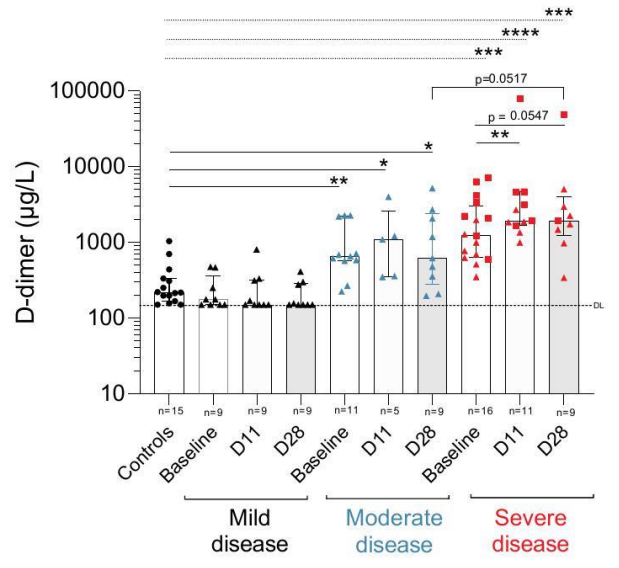 ***
****
***
p=0.0517
p = 0.0547
**
*
*
**
D-dimer (µg/L)
100000
10000
1000
100
10
DL
n=15 n=9 n=9 n=9 n=11 n=5 n=9 n=16 n=11 n=9
Controls Baseline D11 D28 Baseline D11 D28 Baseline D11 D28
Mild disease
Moderate disease
Severe disease